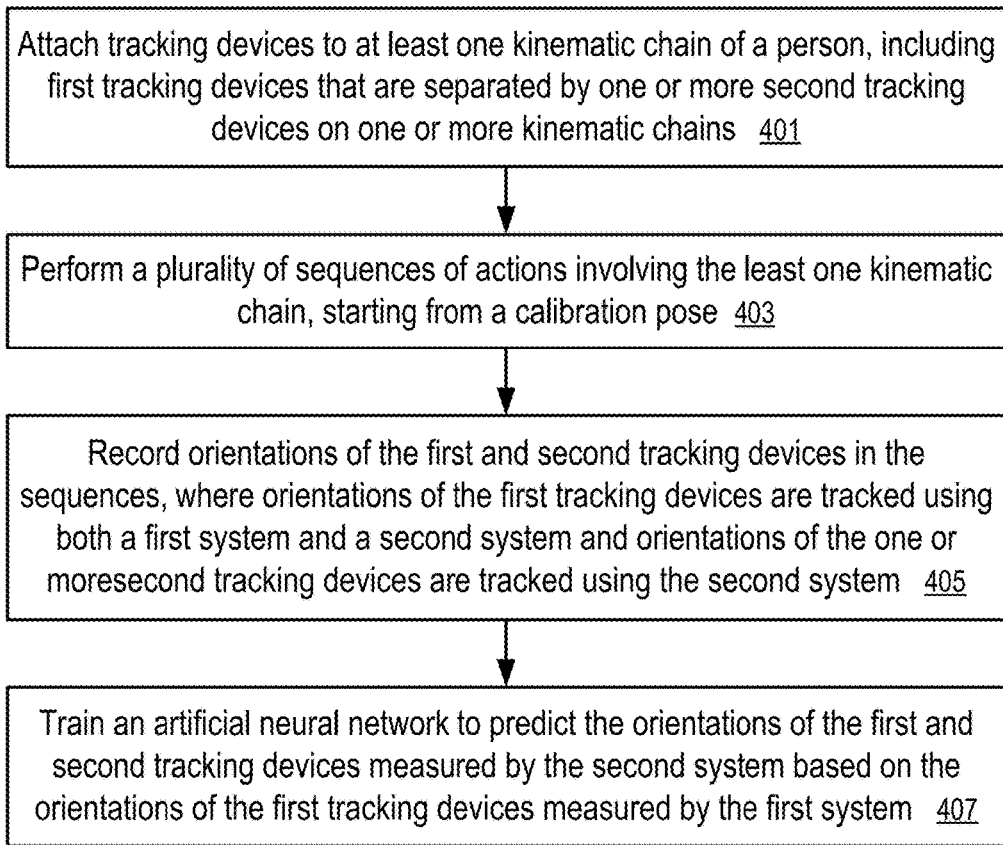 Attach tracking devices to at least one kinematic chain of a person, including
first tracking devices that are separated by one or more second tracking
devices on one or more kinematic chains 401
Perform a plurality of sequences of actions involving the least one kinematic
chain, starting from a calibration pose 403
Record orientations of the first and second tracking devices in the
sequences, where orientations of the first tracking devices are tracked using
both a first system and a second system and orientations of the one or
moresecond tracking devices are tracked using the second system 405
Train an artificial neural network to predict the orientations of the first and
second tracking devices measured by the second system based on the
orientations of the first tracking devices measured by the first system 407